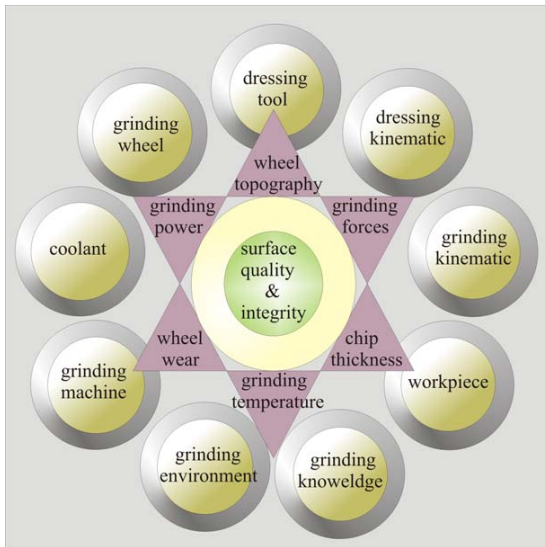 dressing
tool
grinding
wheel
dressing
kinematic
wheel
topography
grinding
power
grinding
forces
coolant
surface
quality
&
integrity
grinding
kinematic
wheel
wear
chip
thickness
grinding
machine
grinding
temperature
workpiece
grinding
environment
grinding
knoweldge